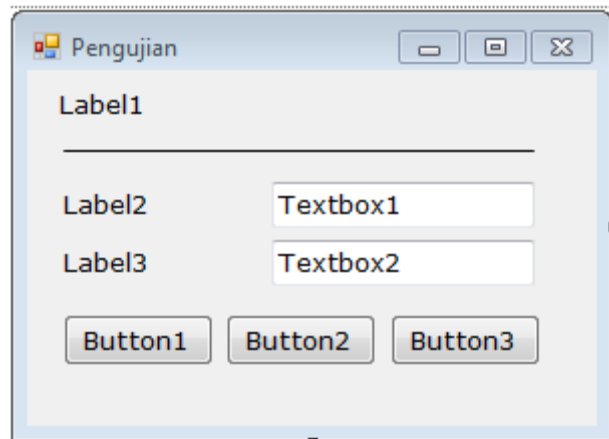 Pengujian
Label1
Label2 Textbox1
Label3 Textbox2
Button1 Button2 Button3